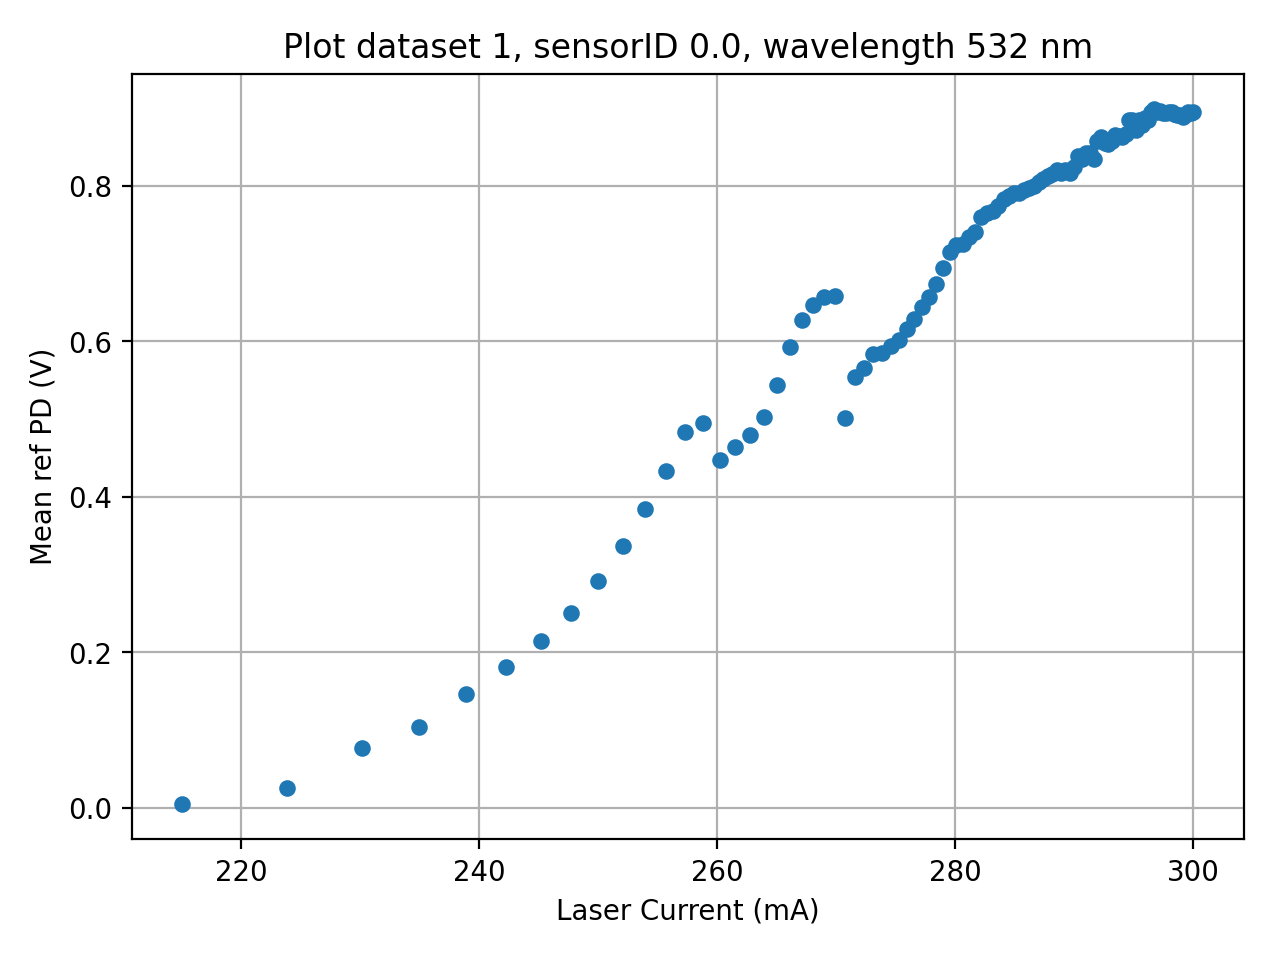 Plot dataset 1, sensorID 0.0, wavelength 532 nm
Mean ref PD (V)
0.8
0.6
0.4
0.2
0.0
220 240 260 280 300
Laser Current (mA)